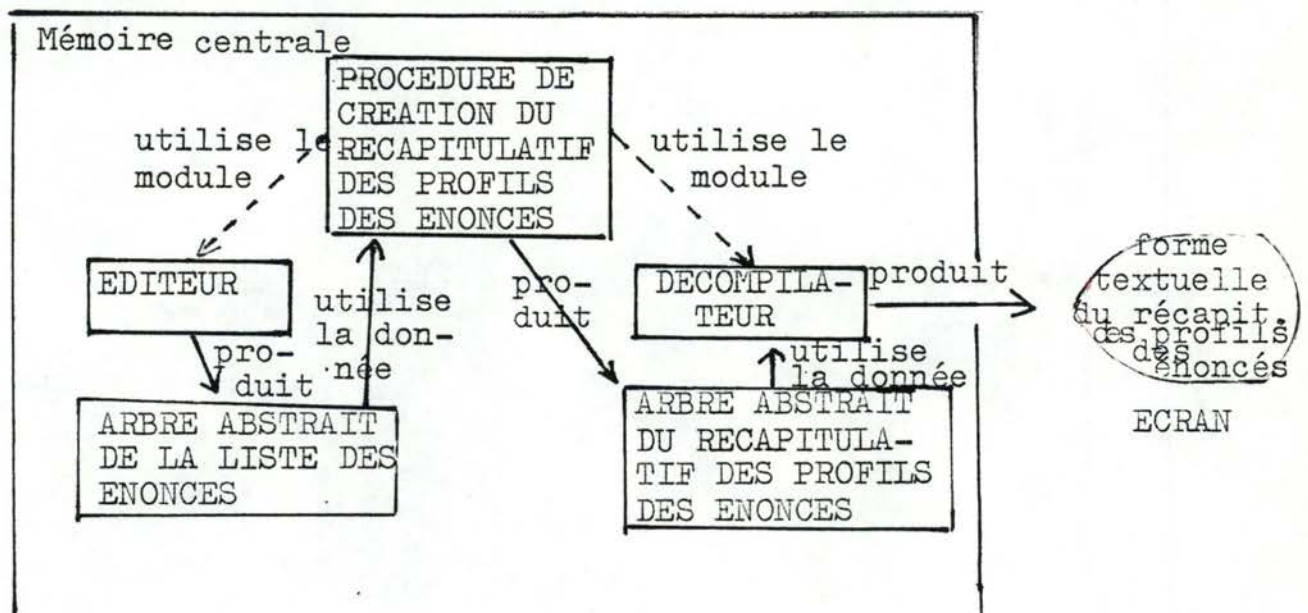 Mémoire centrale
PROCEDURE DE
CREATION DU
RECAPITULATIF
DES PROFILS
DES ENONCES
utilise le
module
utilise le
module
EDITEUR
utilise
la don-
née
pro-
duit
DECOMPILA-
TEUR
produit
forme
textuelle
du récapit.
des profils
des
énoncés
pro-
duit
utilise
la donnée
ARBRE ABSTRAIT
DE LA LISTE DES
ENONCES
ARBRE ABSTRAIT
DU RECAPITULA-
TIF DES PROFILS
DES ENONCES
ECRAN